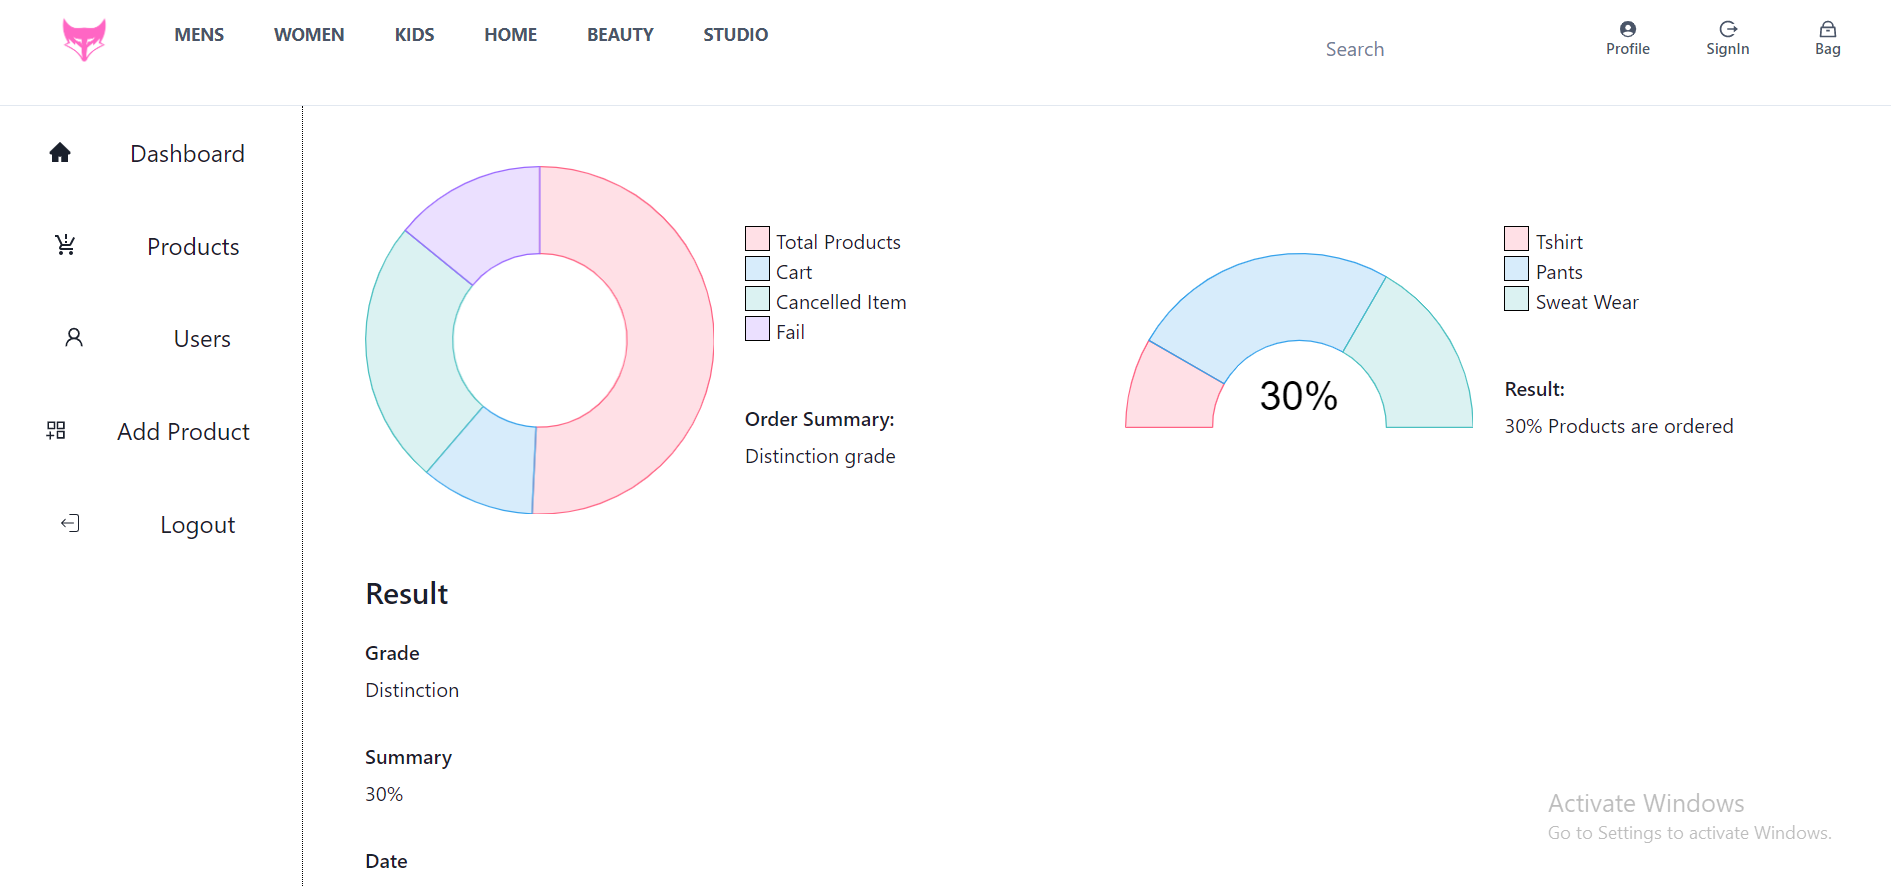 MENS WOMEN KIDS HOME BEAUTY STUDIO Search Profile SignIn Bag
Dashboard
Products
Users
Add Product
Logout
Total Products
Cart
Cancelled Item
Fail
Order Summary:
Distinction grade
30%
Tshirt
Pants
Sweat Wear
Result:
30% Products are ordered
Result
Grade
Distinction
Summary
30%
Date
Activate Windows
Go to Settings to activate Windows.